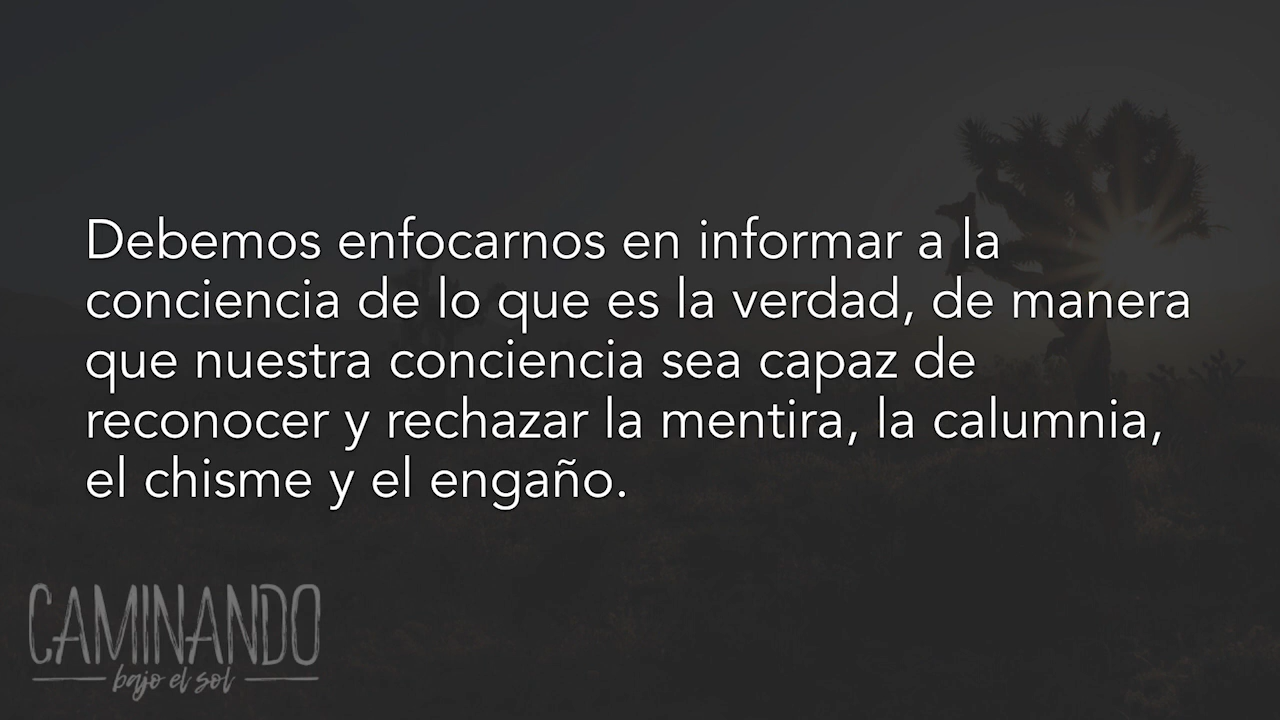 Debemos enfocarnos en informar a la
conciencia de lo que es la verdad, de manera
que nuestra conciencia sea capaz de
reconocer y rechazar la mentira, la calumnia,
el chisme y el engaño.
CAMINANDO
bajo el sol